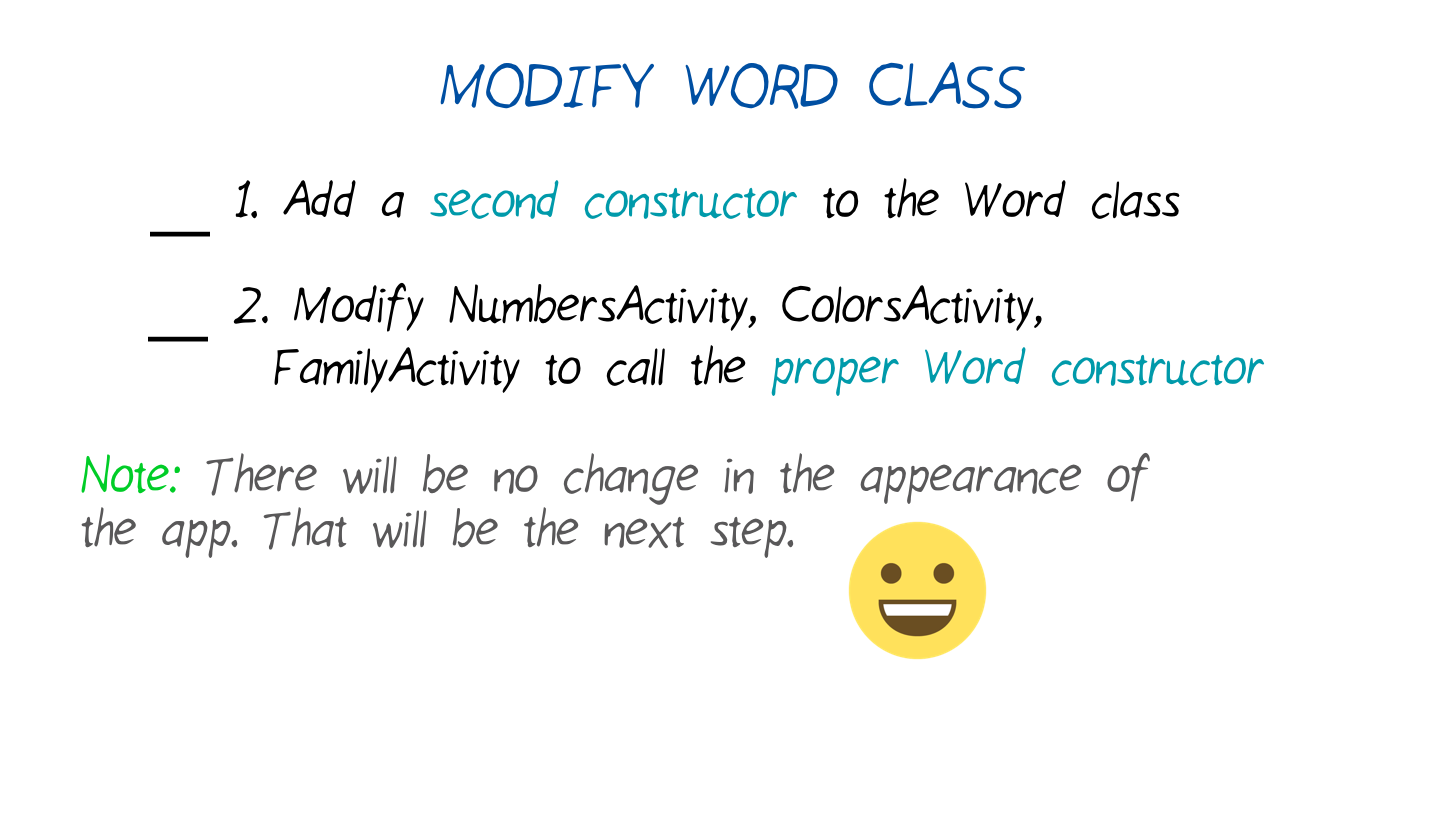 MODIFY WORD CLASS
__ 1. Add a second constructor to the Word class
__ 2. Modify NumbersActivity, ColorsActivity,
FamilyActivity to call the proper Word constructor
Note: There will be no change in the appearance of
the app. That will be the next step.